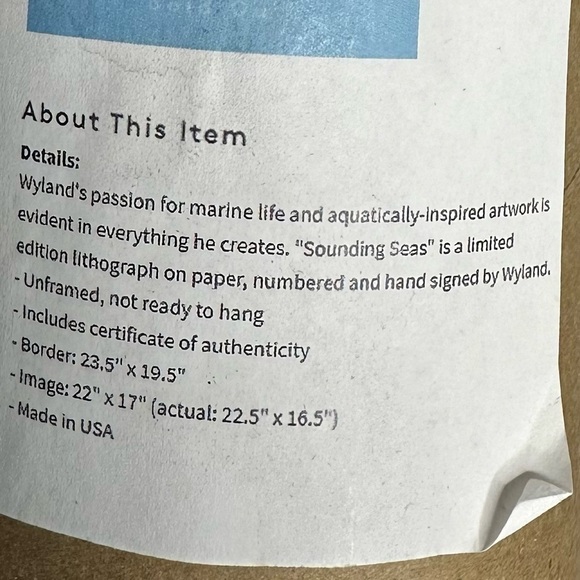 About This Item
Details:
Wyland's passion for marine life and aquatically-inspired artwork is
evident in everything he creates. "Sounding Seas" is a limited
edition lithograph on paper, numbered and hand signed by Wyland.
- Unframed, not ready to hang
- Includes certificate of authenticity
- Border: 23.5" x 19.5"
- Image: 22" x 17" (actual: 22.5" x 16.5")
- Made in USA